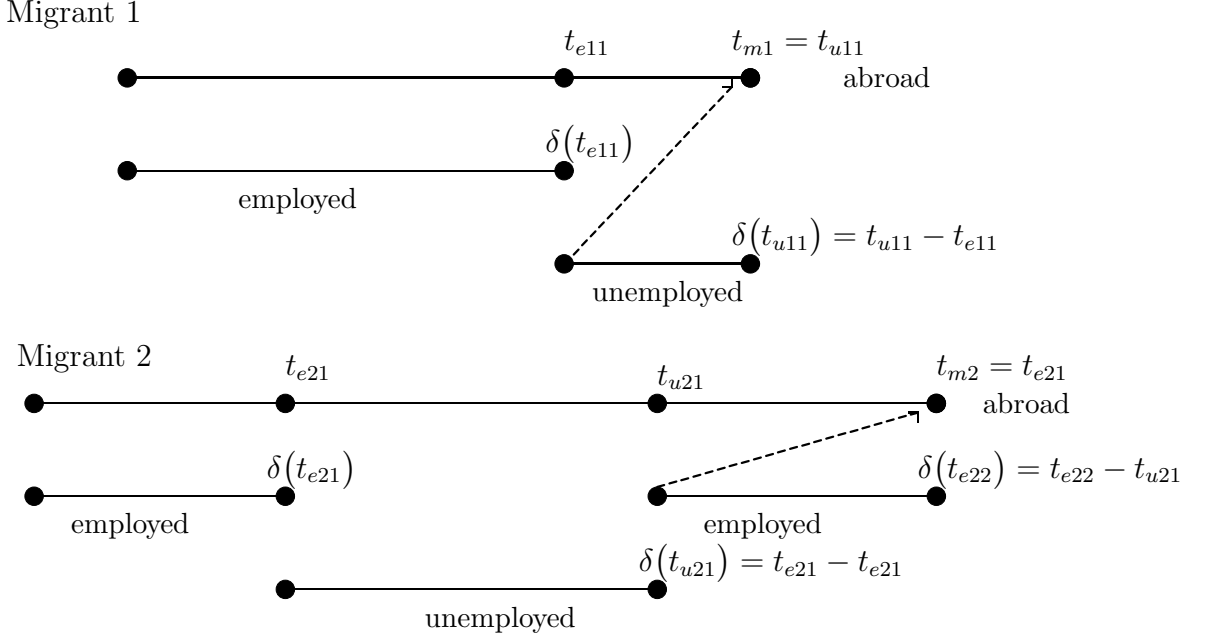 Migrant 1
t_{e11}
t_{m1} = t_{u11}
abroad
δ(t_{e11})
employed
δ(t_{u11}) = t_{u11} − t_{e11}
unemployed
Migrant 2
t_{e21}
t_{u21}
t_{m2} = t_{e21}
abroad
δ(t_{e21})
δ(t_{e22}) = t_{e22} − t_{u21}
employed
employed
δ(t_{u21}) = t_{e21} − t_{e21}
unemployed